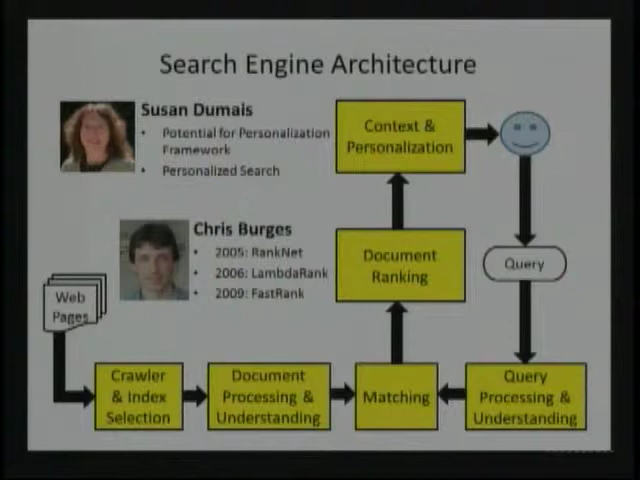 Search Engine Architecture
Susan Dumais
• Potential for Personalization
Framework
• Personalized Search
Context &
Personalization
Chris Burges
• 2005: RankNet
• 2006: LambdaRank
• 2009: FastRank
Document
Ranking
Query
Web
Pages
Crawler
& Index
Selection
Document
Processing &
Understanding
Matching
Query
Processing &
Understanding